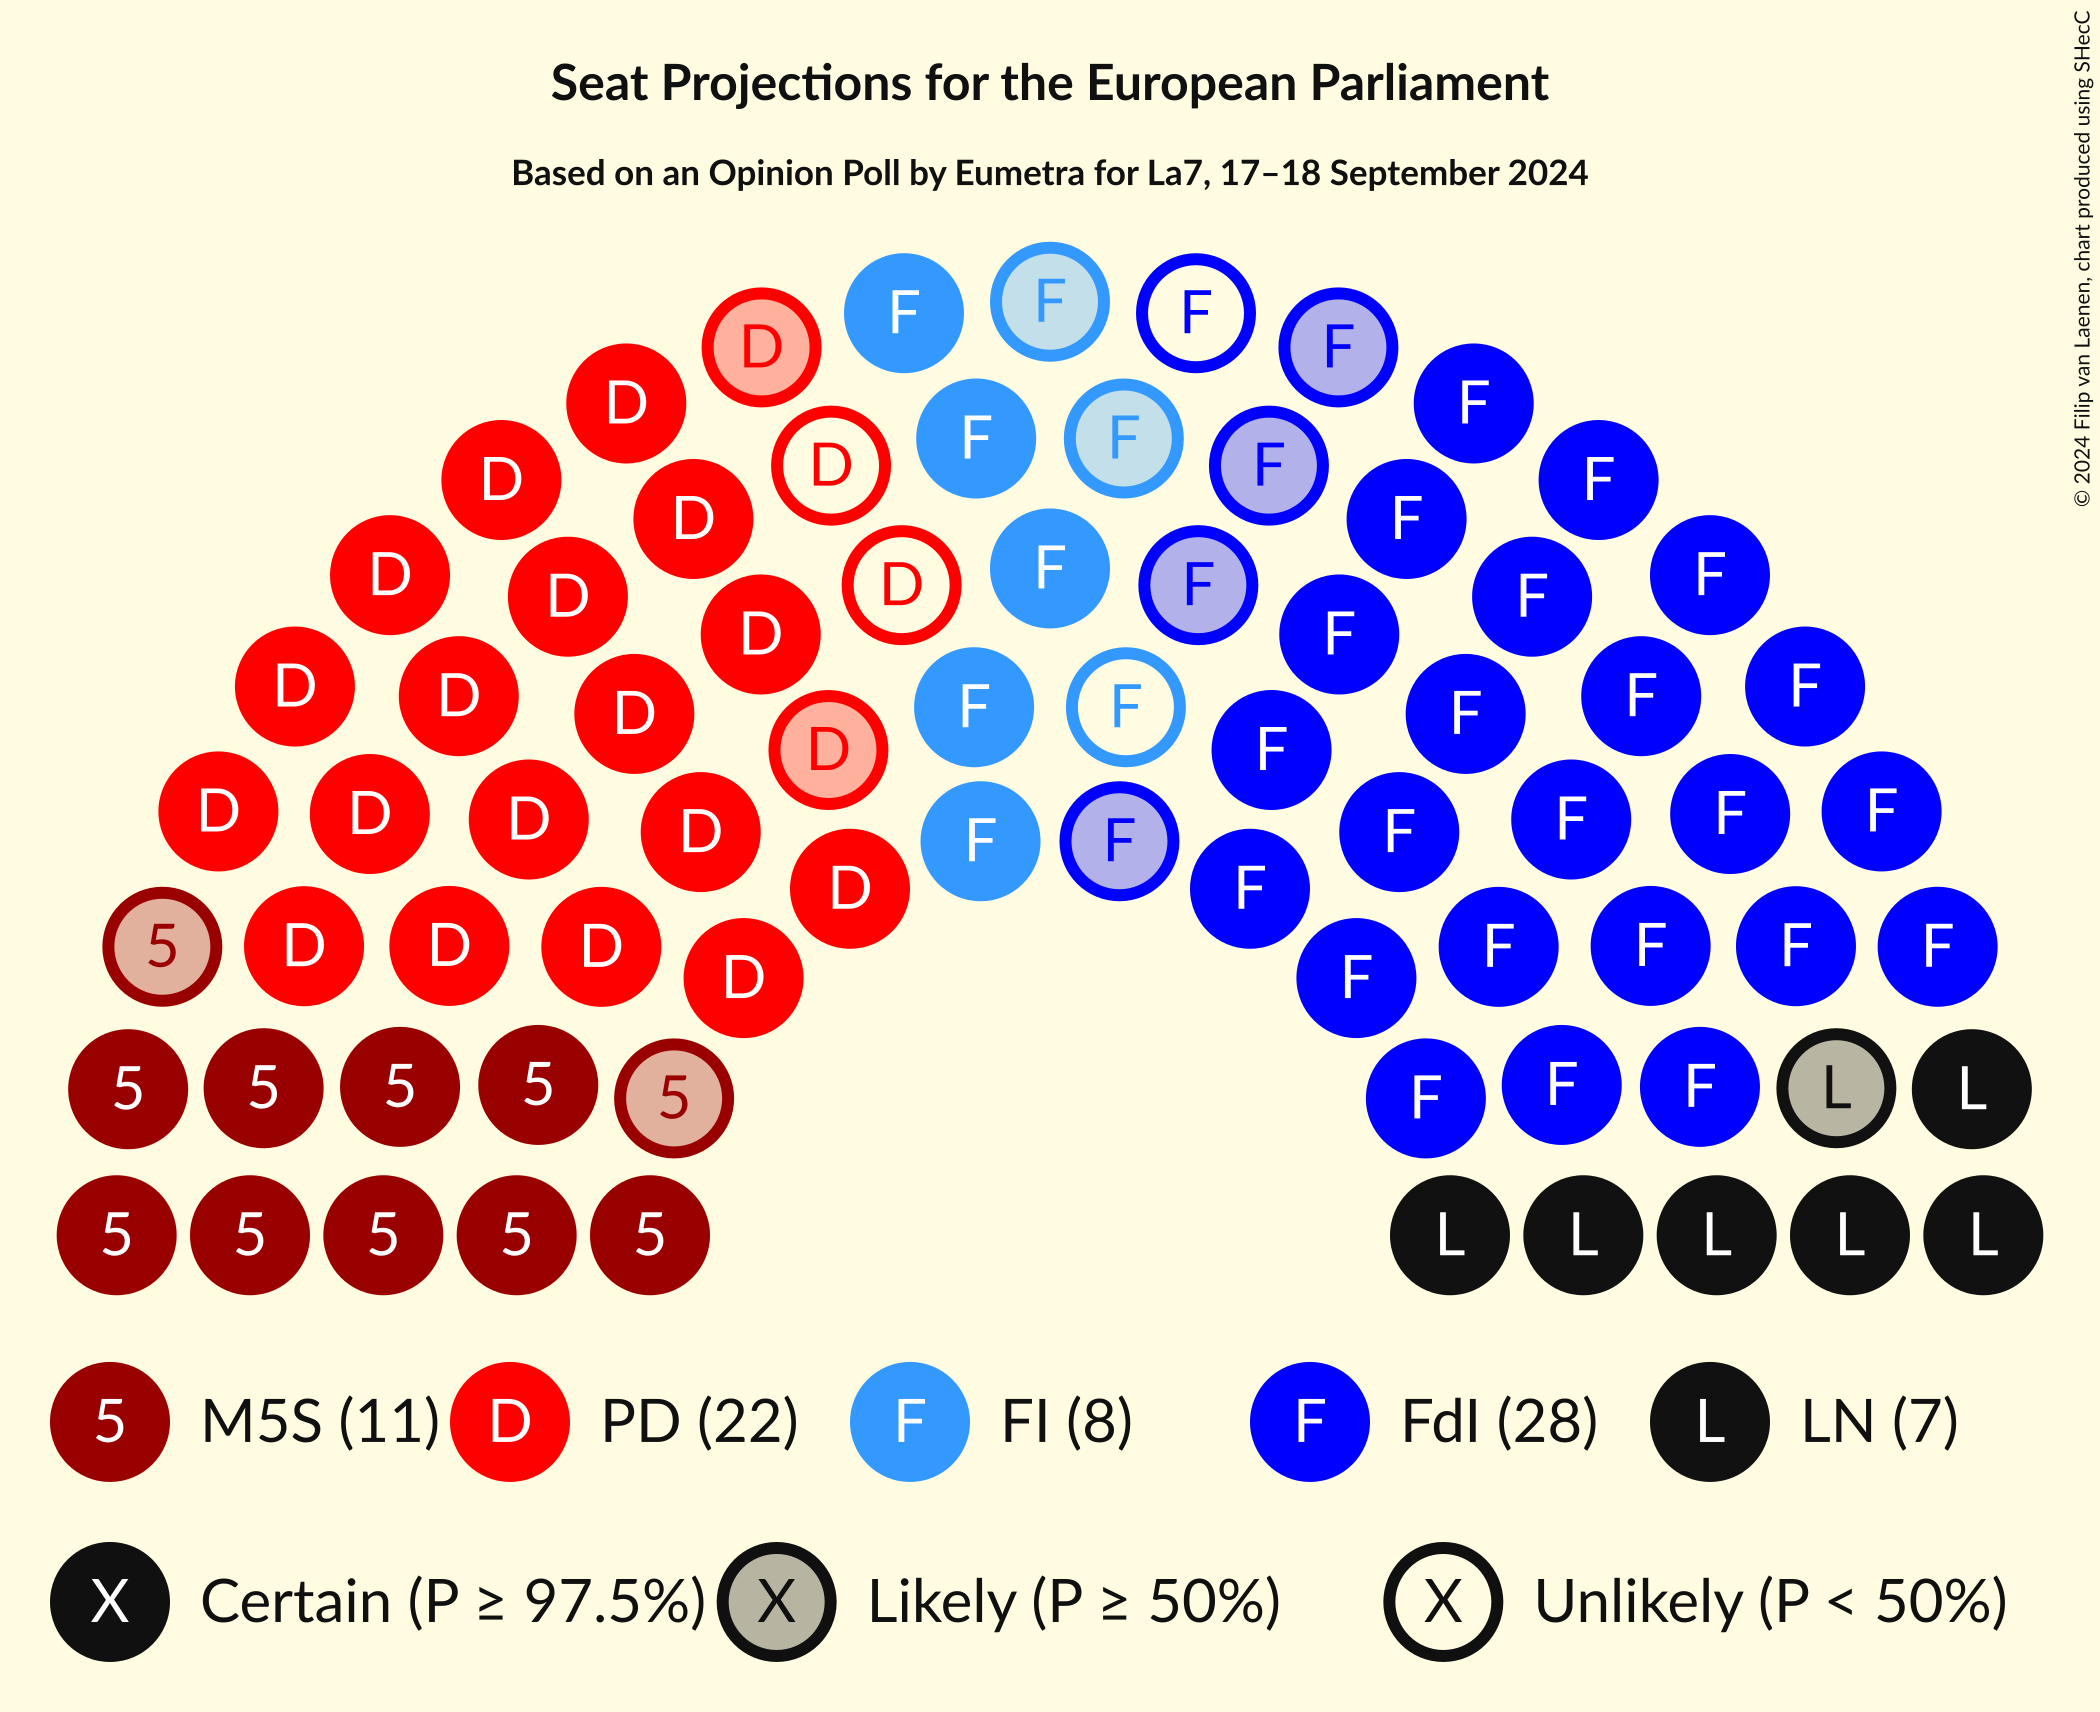 © 2024 Filip van Laenen, chart produced using SHecC
Seat Projections for the European Parliament
Based on an Opinion Poll by Eumetra for La7, 17–18 September 2024
F F F
D F
D F
F F
D F
D F
D F
F
D F
D F
D F
D F
D F
D F
F F
D F
D F
D D D D F F F F
F F
D F
5 D D D F F F F
D F
5 5 5 5 5 F F F L L
5 5 5 5 5 L L L L L
5 M5S (11) D PD (22) F FI (8) F FdI (28) L LN (7)
X Certain (P ≥ 97.5%) X Likely (P ≥ 50%) X Unlikely (P < 50%)